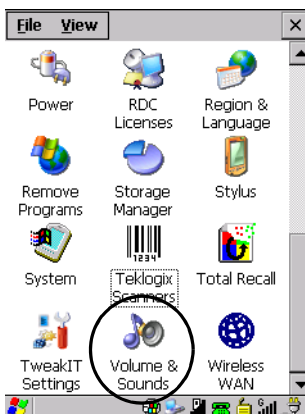 File View
Power
RDC
Licenses
Region &
Language
Remove
Programs
Storage
Manager
Stylus
System
1234
Teklogix
Scanners
Total Recall
TweakIT
Settings
Volume &
Sounds
Wireless
WAN
G